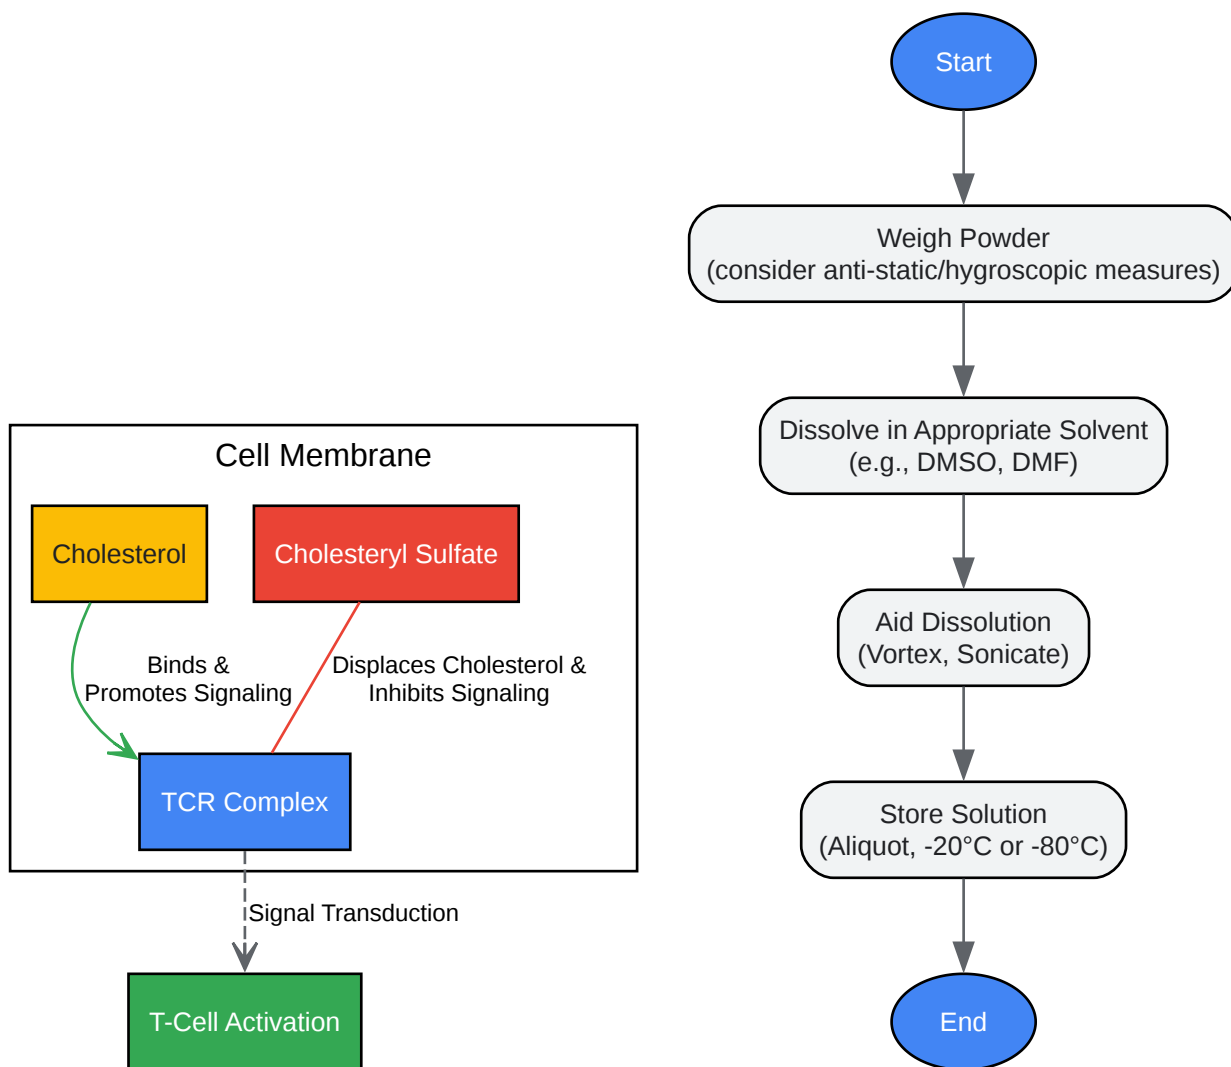 Start
Weigh Powder
(consider anti-static/hygroscopic measures)
Dissolve in Appropriate Solvent
(e.g., DMSO, DMF)
Aid Dissolution
(Vortex, Sonicate)
Store Solution
(Aliquot, -20°C or -80°C)
End
Cell Membrane
Cholesterol
Cholesteryl Sulfate
Binds &
Promotes Signaling
Displaces Cholesterol &
Inhibits Signaling
TCR Complex
Signal Transduction
T-Cell Activation